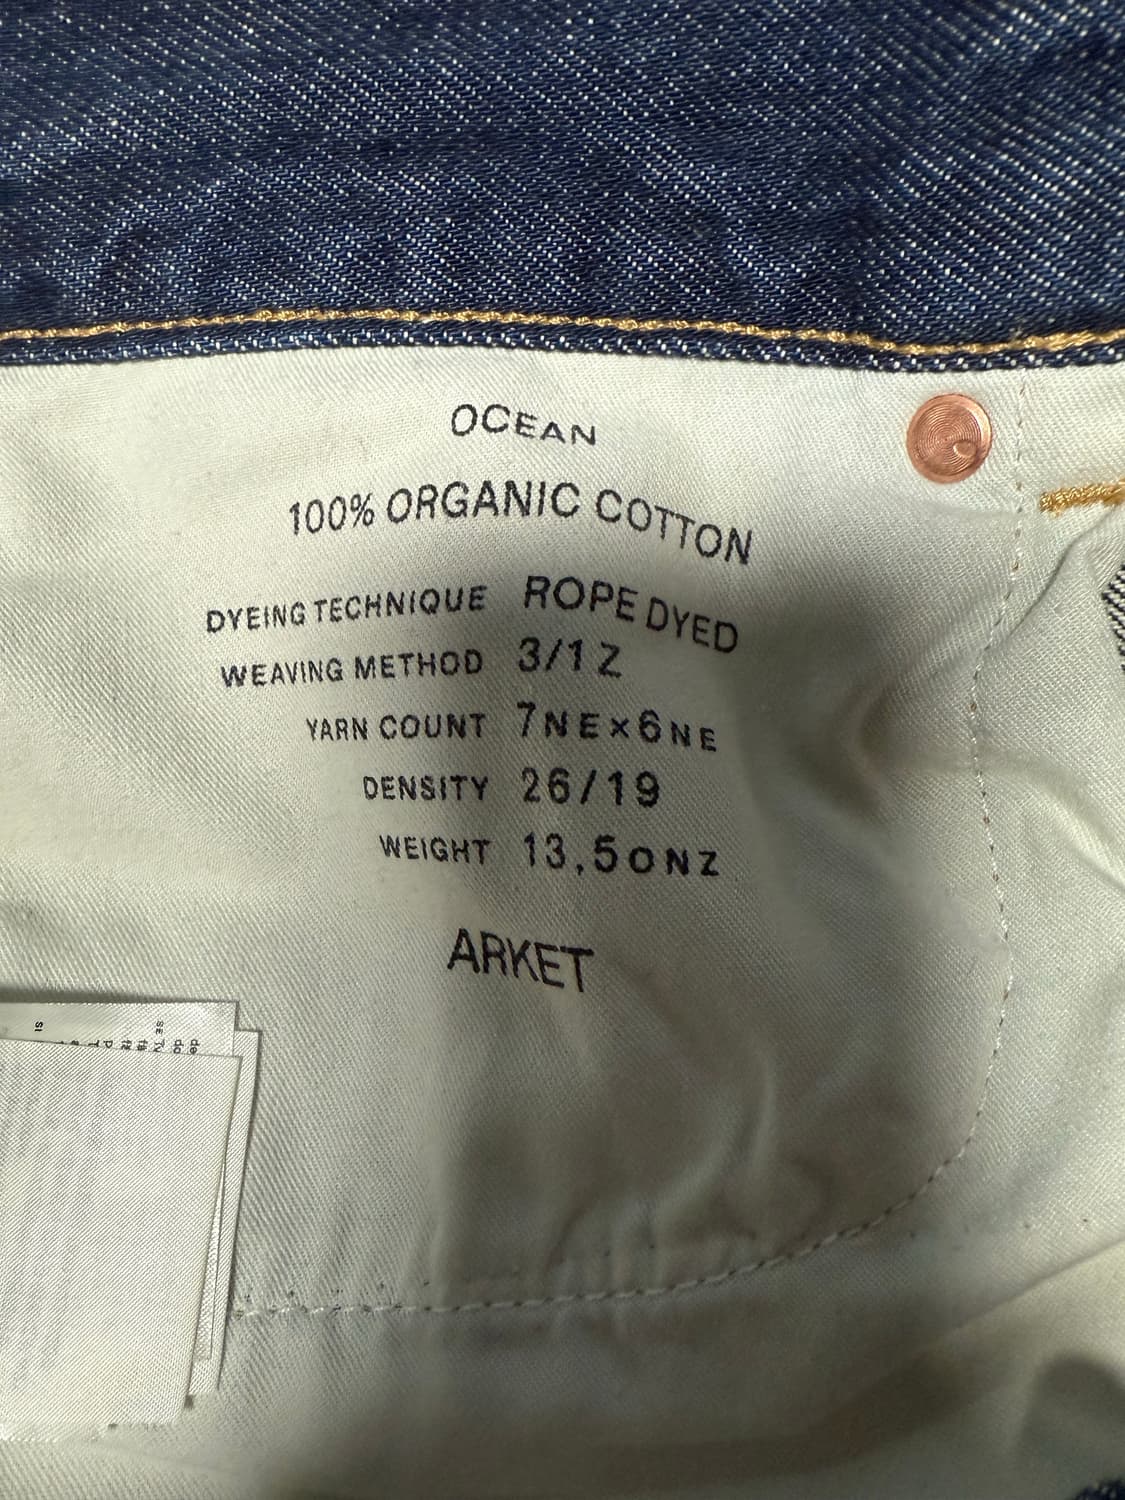 OCEAN
100% ORGANIC COTTON
DYEING TECHNIQUE ROPE DYED
WEAVING METHOD 3/1 Z
YARN COUNT 7NE×6NE
DENSITY 26/19
WEIGHT 13,5ONZ
ARKET